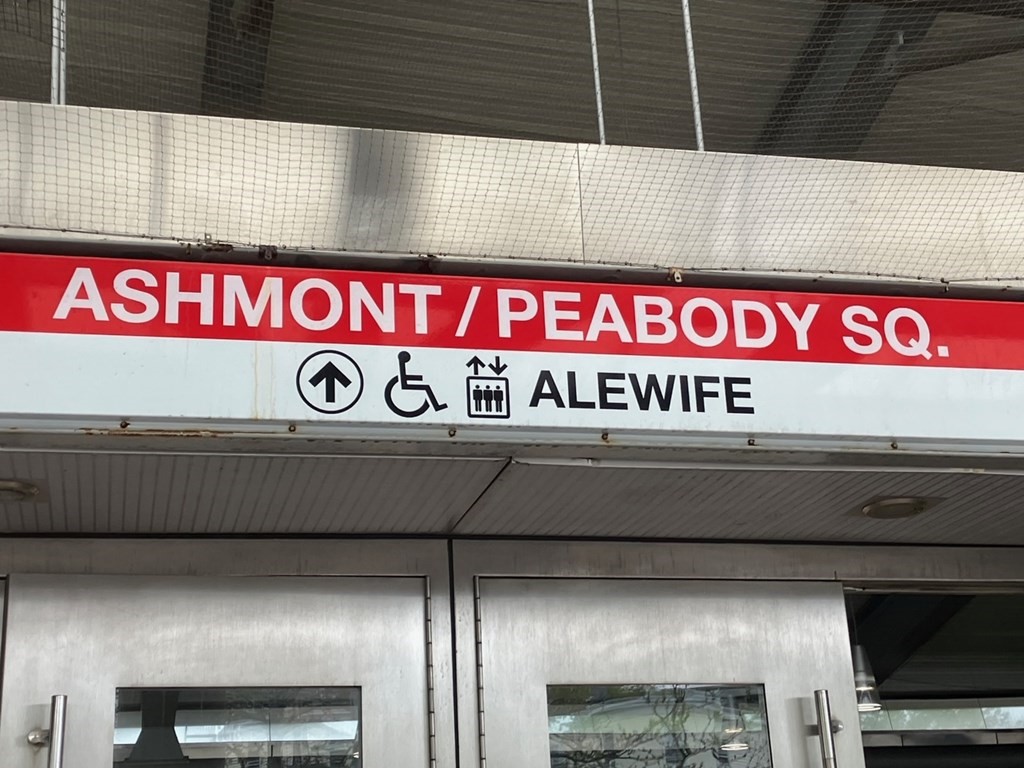 ASHMONT / PEABODY SQ.
ALEWIFE